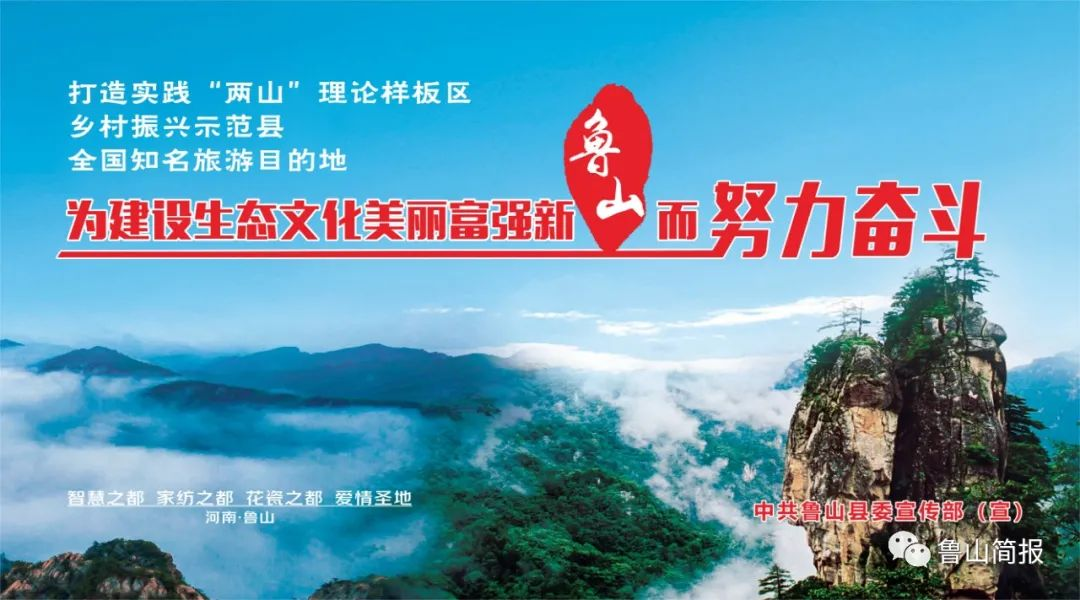 打造实践“两山”理论样板区
乡村振兴示范县
全国知名旅游目的地
为建设生态文化美丽富强新鲁山而努力奋斗
智慧之都 家纺之都 花瓷之都 爱情圣地
河南·鲁山
中共鲁山县委宣传部（宣）
鲁山简报